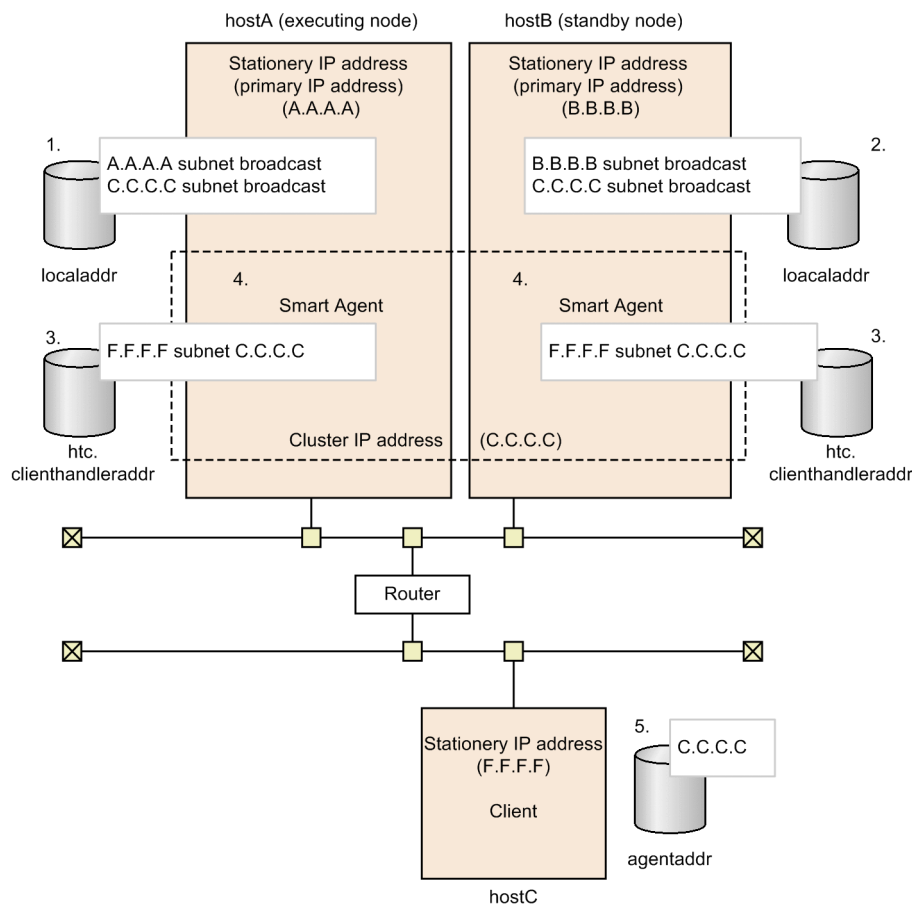 hostA (executing node)
hostB (standby node)
Stationery IP address
(primary IP address)
(A.A.A.A)
Stationery IP address
(primary IP address)
(B.B.B.B)
1.
A.A.A.A subnet broadcast
C.C.C.C subnet broadcast
localaddr
2.
B.B.B.B subnet broadcast
C.C.C.C subnet broadcast
loacaladdr
4.
Smart Agent
4.
Smart Agent
3.
F.F.F.F subnet C.C.C.C
htc.
clienthandleraddr
3.
F.F.F.F subnet C.C.C.C
htc.
clienthandleraddr
Cluster IP address
(C.C.C.C)
Router
Stationery IP address
(F.F.F.F)
Client
hostC
5.
C.C.C.C
agentaddr